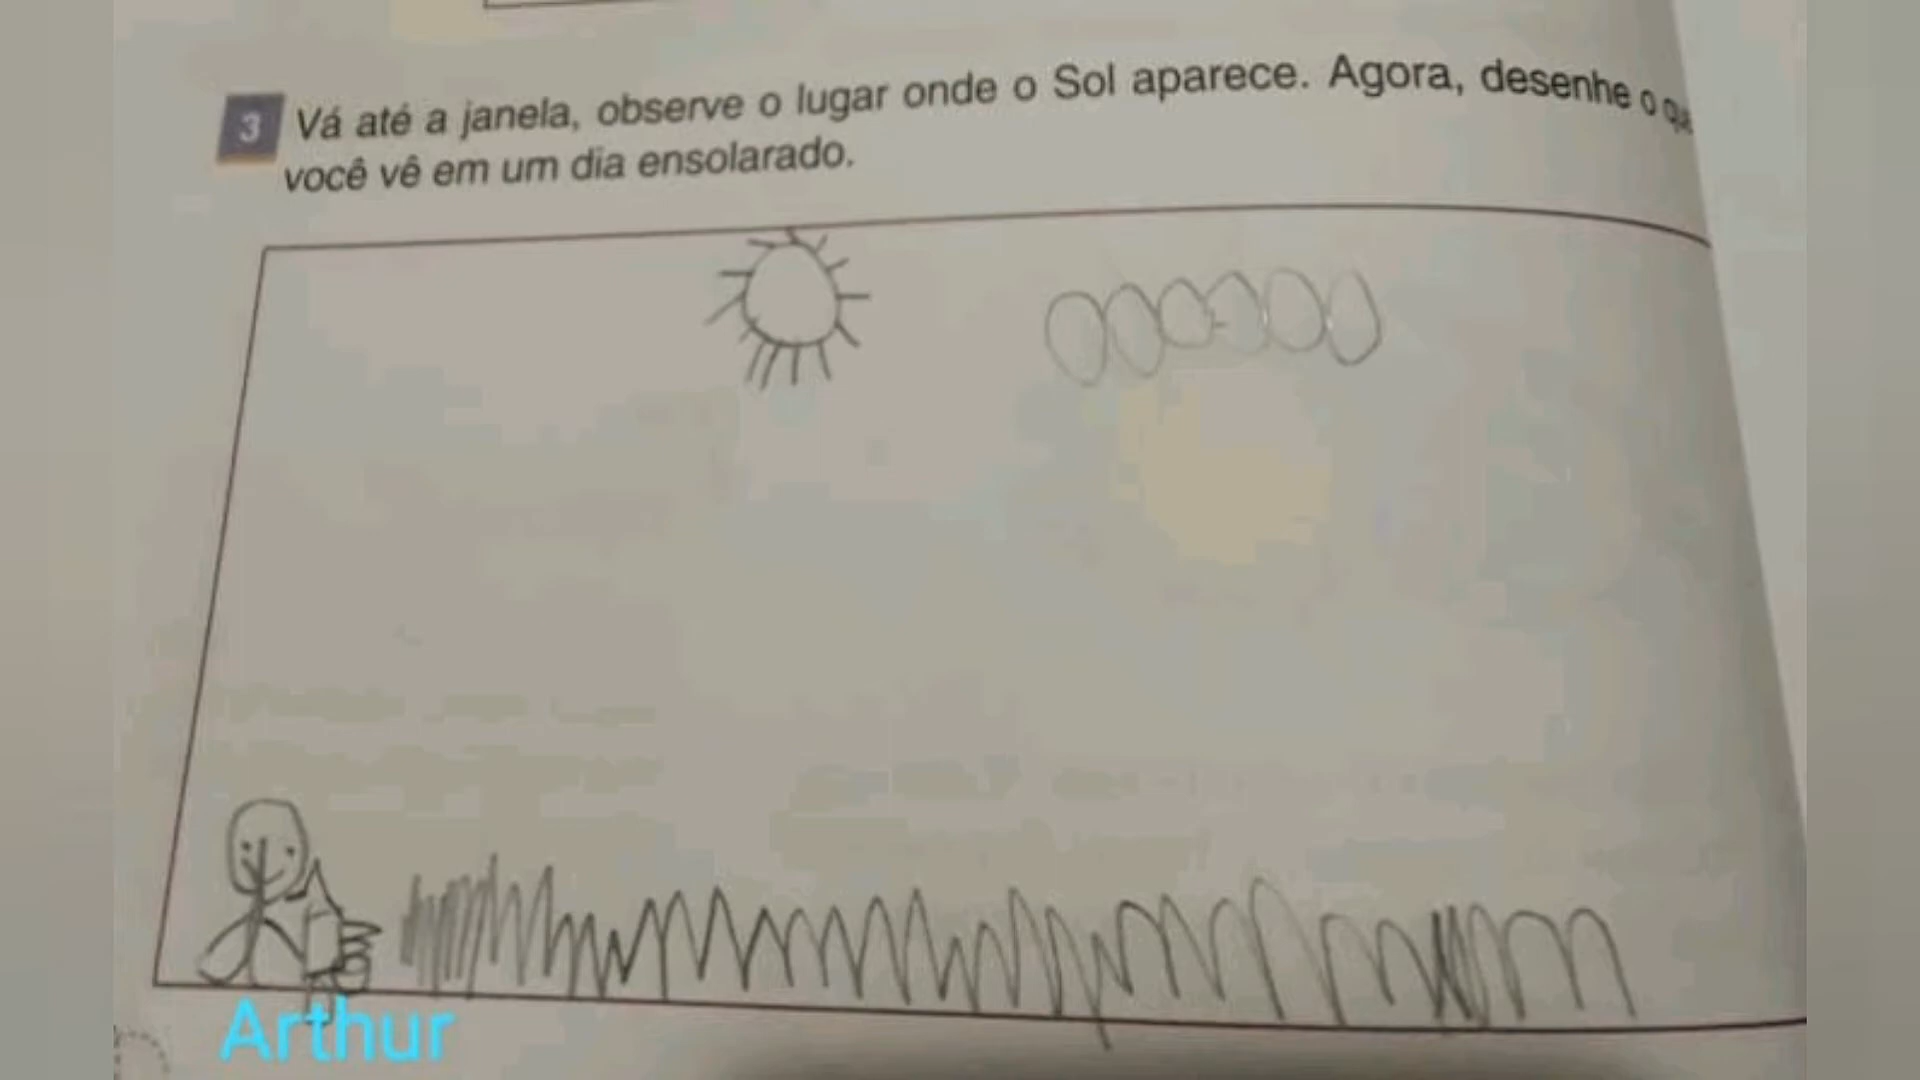 3 Vá até a janela, observe o lugar onde o Sol aparece. Agora, desenhe o
você vê em um dia ensolarado.
Arthur